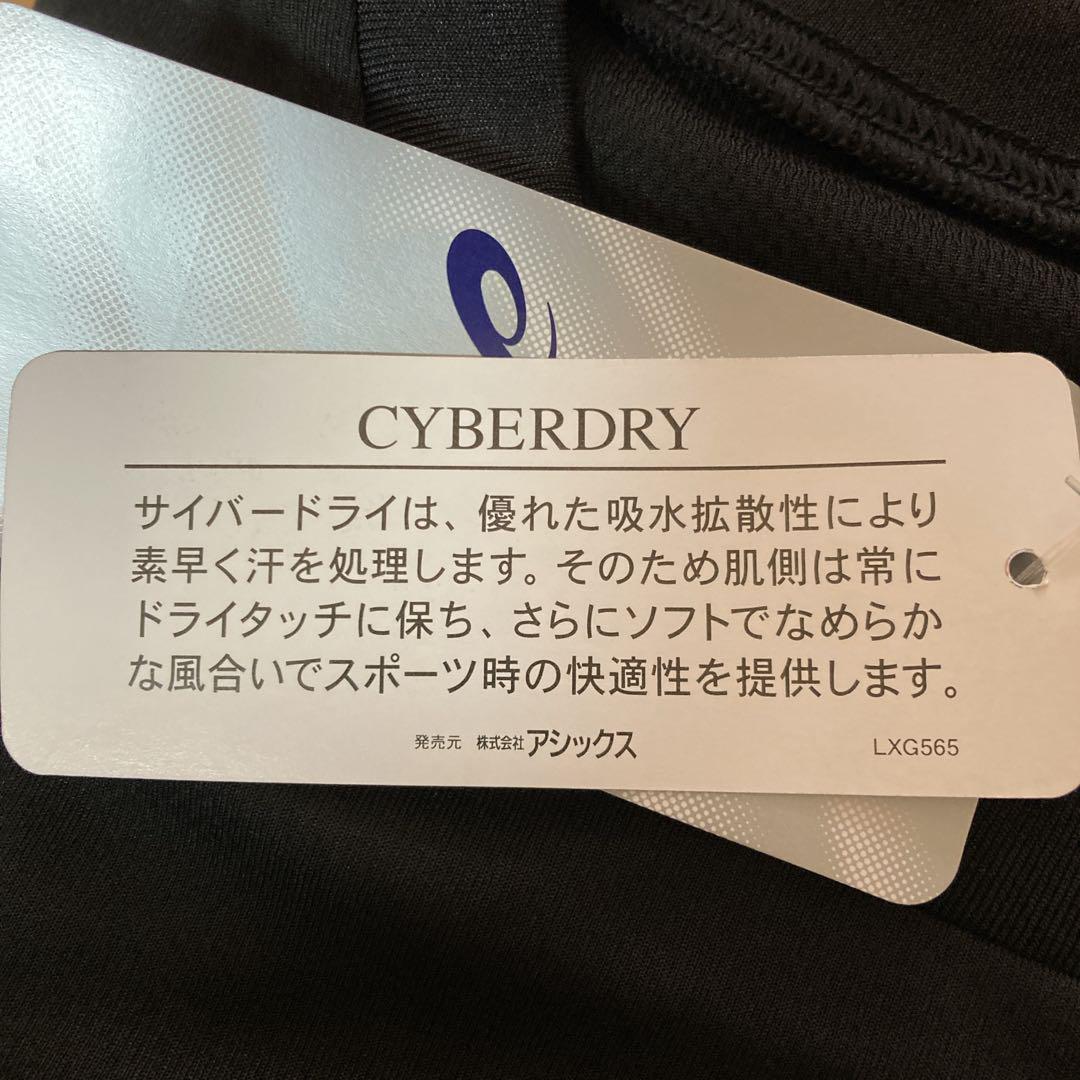 CYBERDRY
サイバードライは、優れた吸水拡散性により
素早く汗を処理します。そのため肌側は常に
ドライタッチに保ち、さらにソフトでなめらか
な風合いでスポーツ時の快適性を提供します。
発売元 株式会社アシックス LXG565